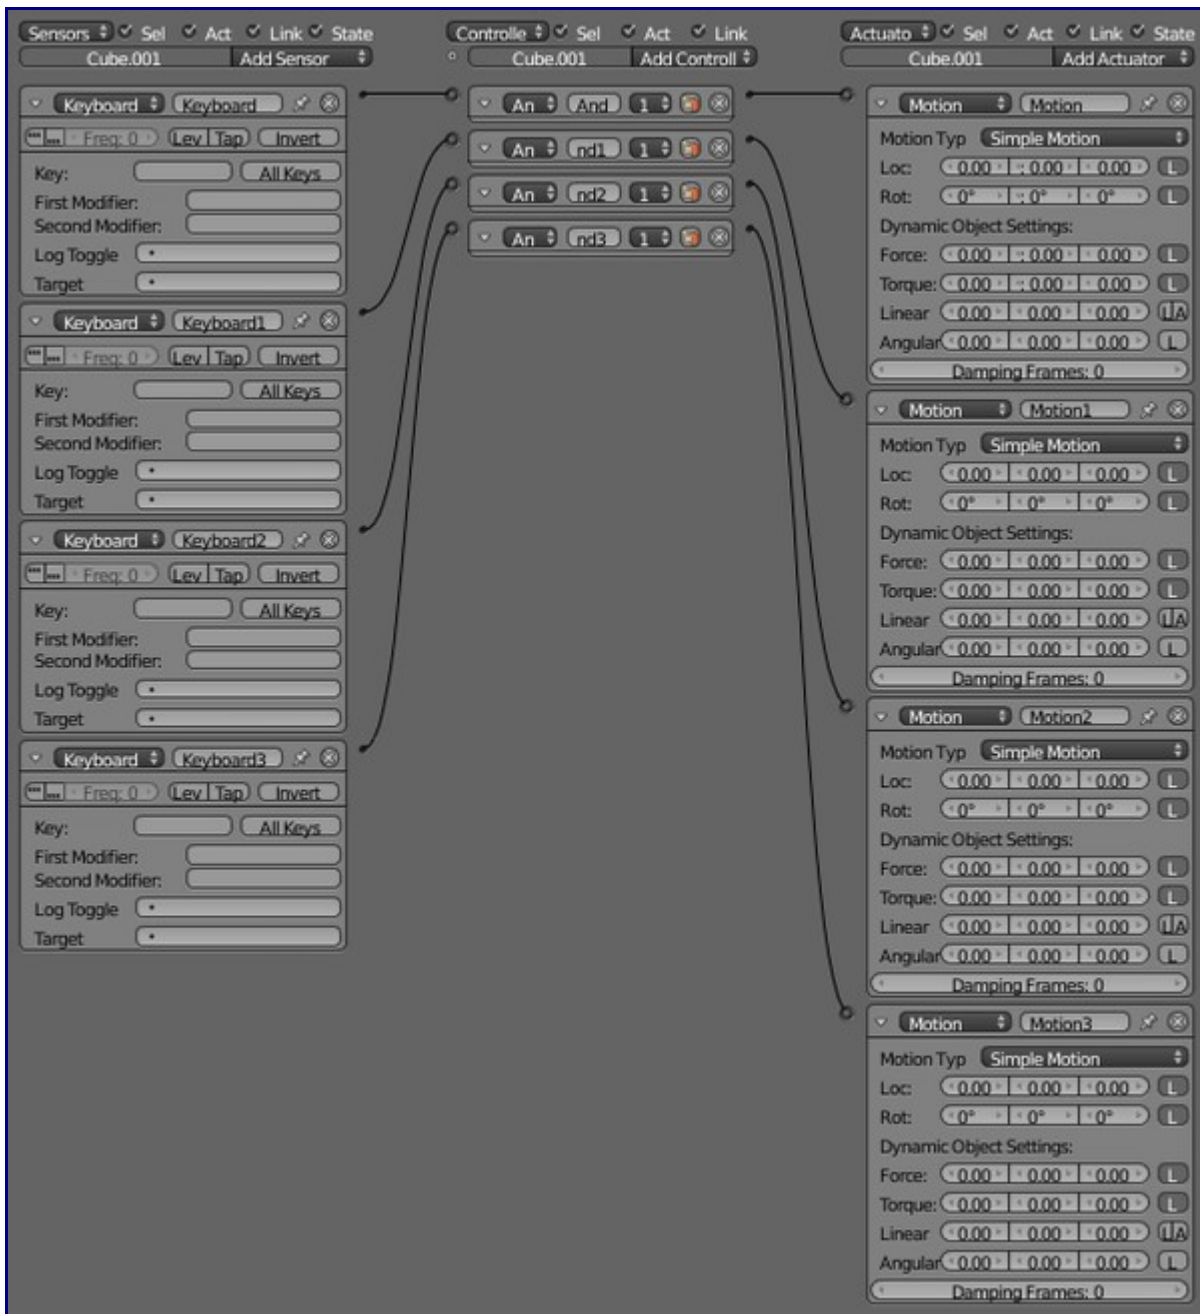 Sensors Sel Act Link State
Cube.001 Add Sensor
Keyboard Keyboard
Freq: 0 Lev Tap Invert
Key: All Keys
First Modifier:
Second Modifier:
Log Toggle
Target
Keyboard Keyboard1
Freq: 0 Lev Tap Invert
Key: All Keys
First Modifier:
Second Modifier:
Log Toggle
Target
Keyboard Keyboard2
Freq: 0 Lev Tap Invert
Key: All Keys
First Modifier:
Second Modifier:
Log Toggle
Target
Keyboard Keyboard3
Freq: 0 Lev Tap Invert
Key: All Keys
First Modifier:
Second Modifier:
Log Toggle
Target
Controlle Sel Act Link
Cube.001 Add Controll
An And 1
An nd1 1
An nd2 1
An nd3 1
Actuato Sel Act Link State
Cube.001 Add Actuator
Motion Motion
Motion Typ Simple Motion
Loc: 0.00 : 0.00 0.00 L
Rot: 0° : 0° 0° L
Dynamic Object Settings:
Force: 0.00 : 0.00 0.00 L
Torque: 0.00 : 0.00 0.00 L
Linear 0.00 0.00 0.00 L A
Angular 0.00 0.00 0.00 L
Damping Frames: 0
Motion Motion1
Motion Typ Simple Motion
Loc: 0.00 0.00 0.00 L
Rot: 0° 0° 0° L
Dynamic Object Settings:
Force: 0.00 0.00 0.00 L
Torque: 0.00 0.00 0.00 L
Linear 0.00 0.00 0.00 L A
Angular 0.00 0.00 0.00 L
Damping Frames: 0
Motion Motion2
Motion Typ Simple Motion
Loc: 0.00 0.00 0.00 L
Rot: 0° 0° 0° L
Dynamic Object Settings:
Force: 0.00 0.00 0.00 L
Torque: 0.00 0.00 0.00 L
Linear 0.00 0.00 0.00 L A
Angular 0.00 0.00 0.00 L
Damping Frames: 0
Motion Motion3
Motion Typ Simple Motion
Loc: 0.00 0.00 0.00 L
Rot: 0° 0° 0° L
Dynamic Object Settings:
Force: 0.00 0.00 0.00 L
Torque: 0.00 0.00 0.00 L
Linear 0.00 0.00 0.00 L A
Angular 0.00 0.00 0.00 L
Damping Frames: 0